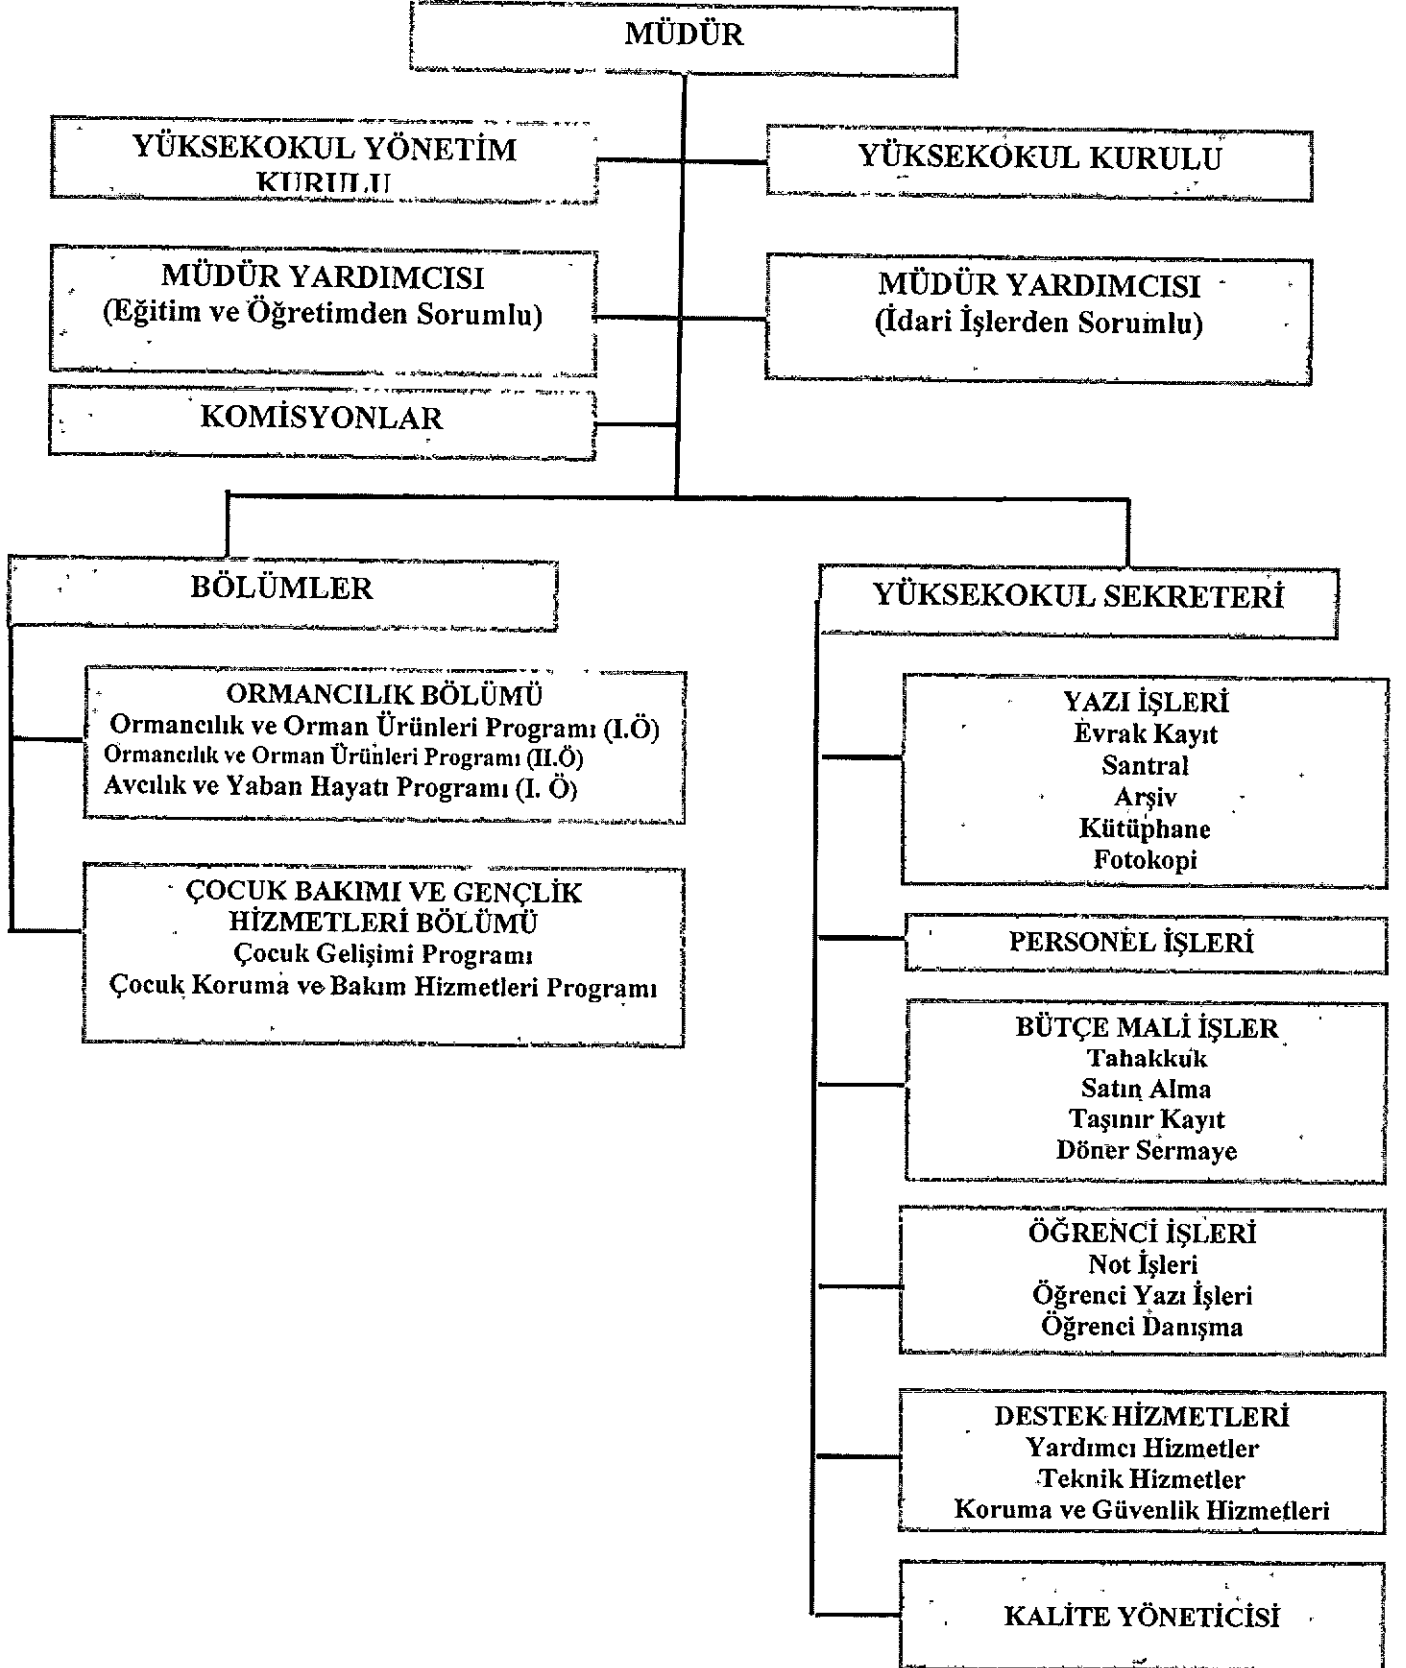 MÜDÜR
YÜKSEKOKUL YÖNETİM
KURULU
YÜKSEKOKUL KURULU
MÜDÜR YARDIMCISI
(Eğitim ve Öğretimden Sorumlu)
MÜDÜR YARDIMCISI
(İdari İşlerden Sorumlu)
KOMİSYONLAR
BÖLÜMLER
ORMANCILIK BÖLÜMÜ
Ormancılık ve Orman Ürünleri Programı (I.Ö)
Ormancılık ve Orman Ürünleri Programı (II.Ö)
Avcılık ve Yaban Hayatı Programı (I. Ö)
ÇOCUK BAKIMI VE GENÇLİK
HİZMETLERİ BÖLÜMÜ
Çocuk Gelişimi Programı
Çocuk Koruma ve Bakım Hizmetleri Programı
YÜKSEKOKUL SEKRETERİ
YAZI İŞLERİ
Evrak Kayıt
Santral
Arşiv
Kütüphane
Fotokopi
PERSONEL İŞLERİ
BÜTÇE MALİ İŞLER
Tahakkuk
Satın Alma
Taşınır Kayıt
Döner Sermaye
ÖĞRENCİ İŞLERİ
Not İşleri
Öğrenci Yazı İşleri
Öğrenci Danışma
DESTEK HİZMETLERİ
Yardımcı Hizmetler
Teknik Hizmetler
Koruma ve Güvenlik Hizmetleri
KALİTE YÖNETİCİSİ